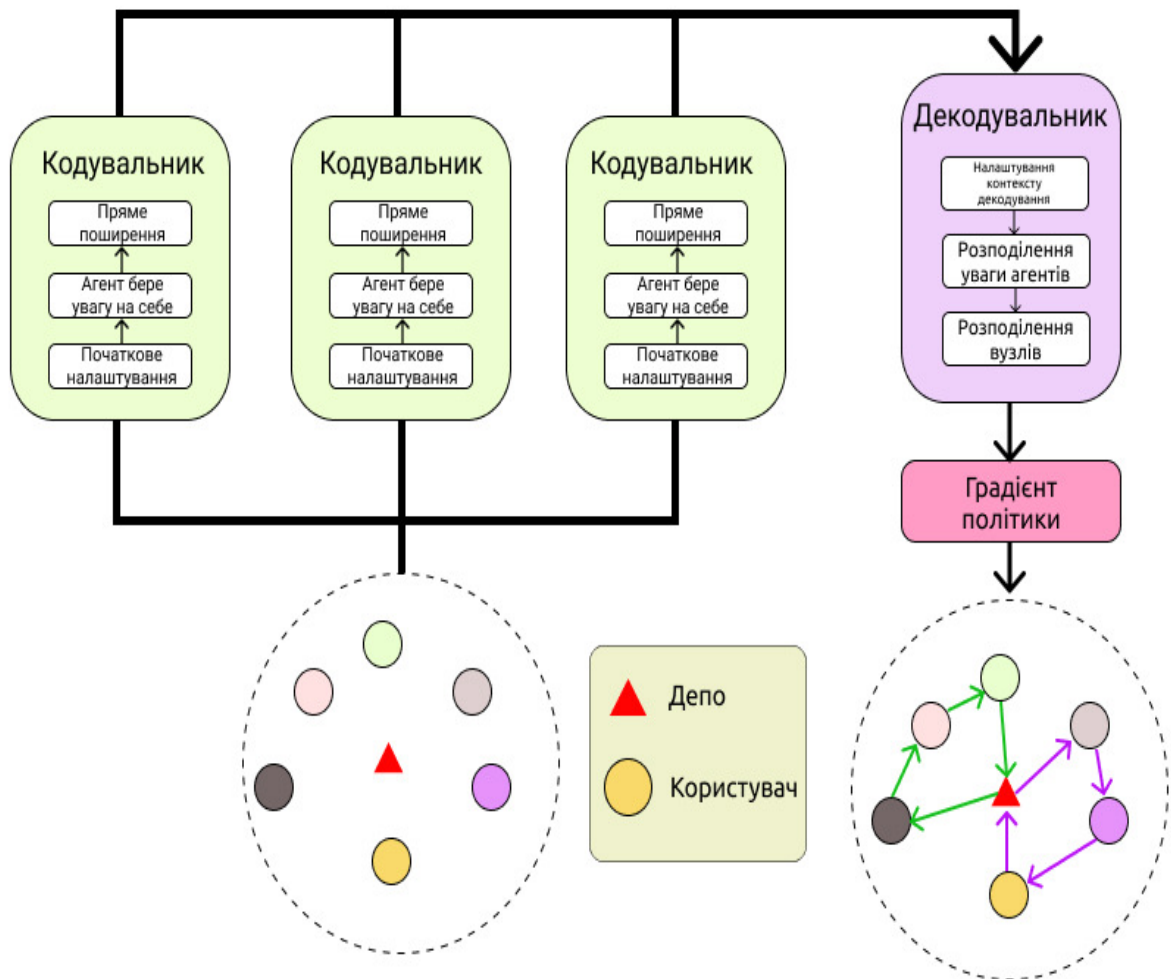 Кодувальник
Пряме
поширення
Агент бере
увагу на себе
Початкове
налаштування
Кодувальник
Пряме
поширення
Агент бере
увагу на себе
Початкове
налаштування
Кодувальник
Пряме
поширення
Агент бере
увагу на себе
Початкове
налаштування
Декодувальник
Налаштування
контексту
декодування
Розподілення
уваги агентів
Розподілення
вузлів
Градієнт
політики
Депо
Користувач